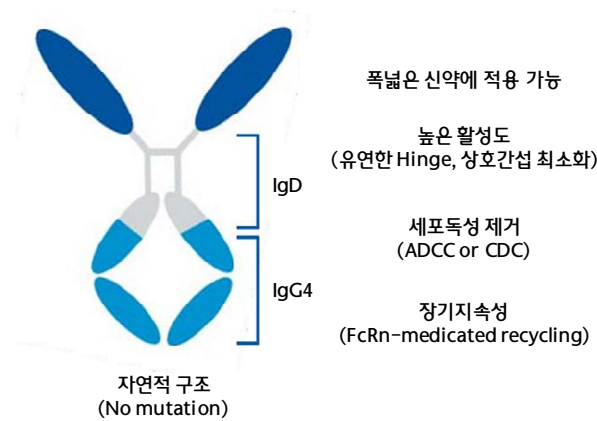 폭넓은 신약에 적용 가능
높은 활성도
(유연한 Hinge, 상호간섭 최소화)
IgD
세포독성 제거
(ADCC or CDC)
IgG4
장기지속성
(FcRn-medicated recycling)
자연적 구조
(No mutation)